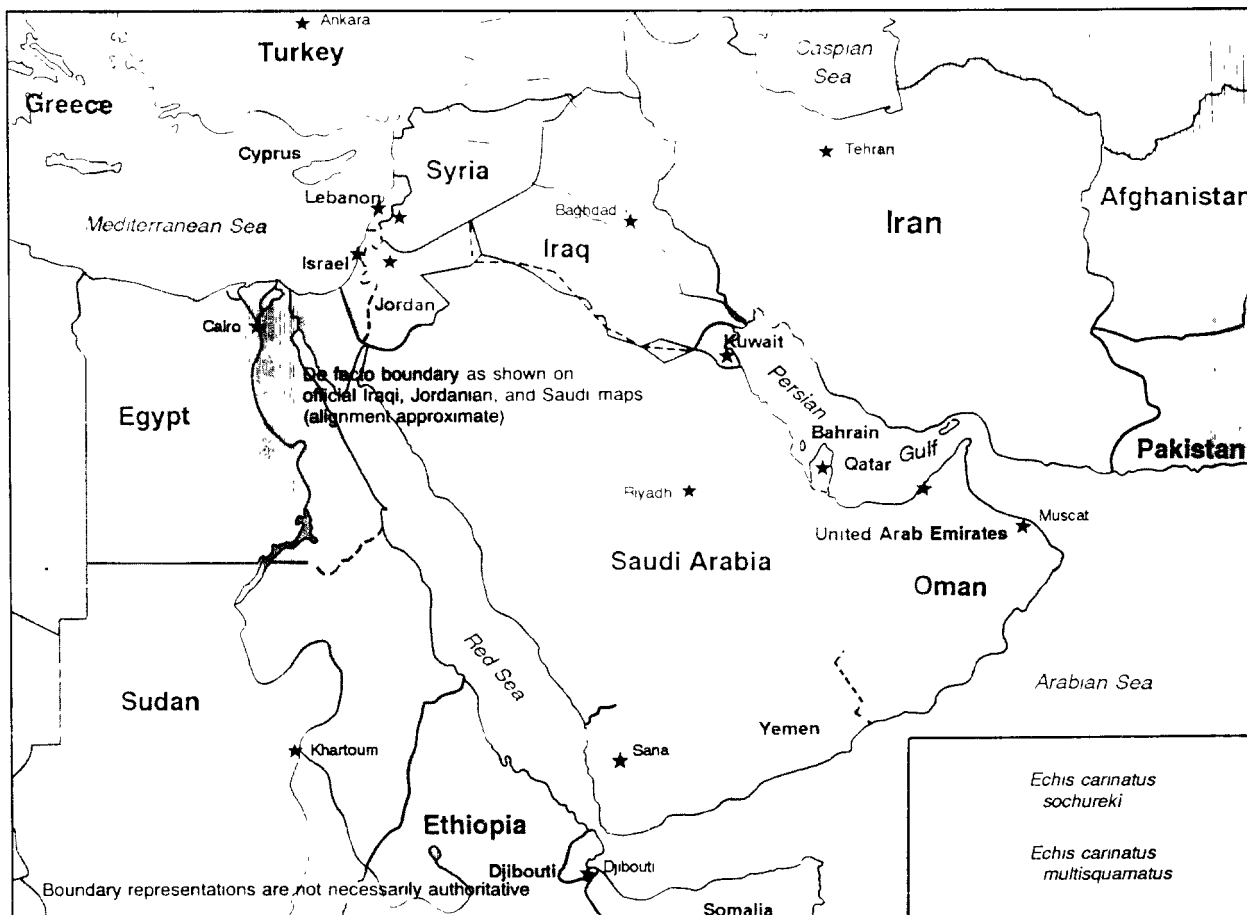 Ankara
Turkey
Caspian
Sea
Greece
Cyprus
Syria
Tehran
Afghanistan
Lebanon
Mediterranean Sea
Baghdad
Iran
Iraq
Israel
Jordan
Cairo
Kuwait
De facto boundary as shown on
official Iraqi, Jordanian, and Saudi maps
(alignment approximate)
Egypt
Persian
Gulf
Bahrain
Qatar
Pakistan
Riyadh
Muscat
United Arab Emirates
Saudi Arabia
Oman
Red Sea
Arabian Sea
Sudan
Yemen
Khartoum
Sana
Echis carinatus
sochureki
Ethiopia
Echis carinatus
multisquamatus
Djibouti
Djibouti
Boundary representations are not necessarily authoritative
Somalia